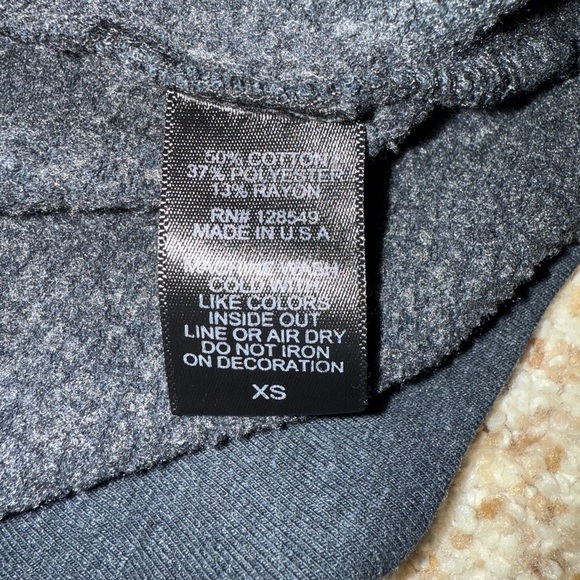 50% COTTON
37% POLYESTER
13% RAYON
RN# 128549
MADE IN U.S.A
WASH
COLD WITH
LIKE COLORS
INSIDE OUT
LINE OR AIR DRY
DO NOT IRON
ON DECORATION
XS